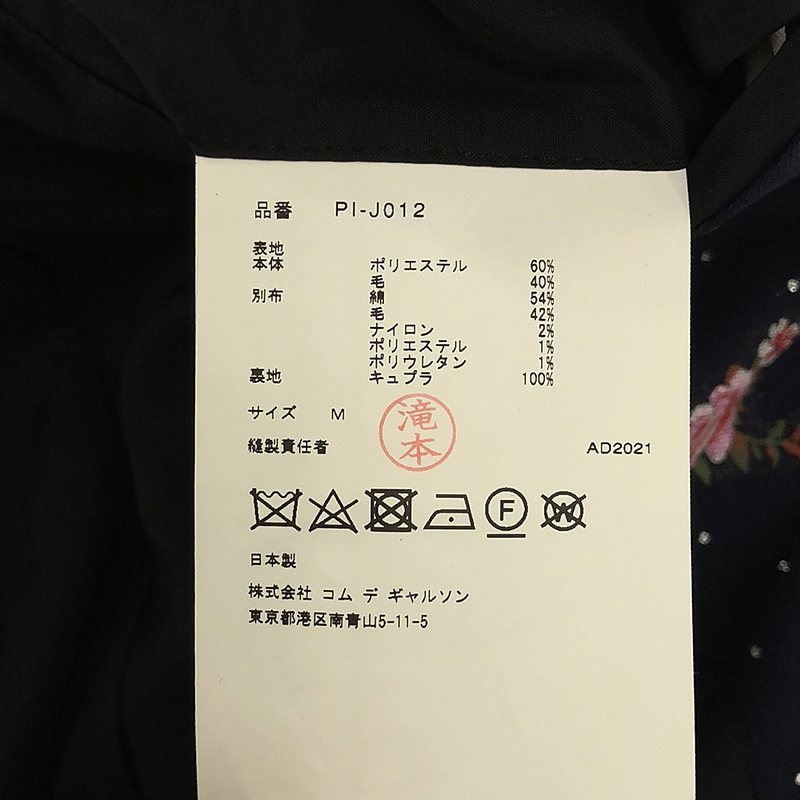 品番 PI-J012
表地
本体 ポリエステル 60%
毛 40%
別布 綿 54%
毛 42%
ナイロン 2%
ポリエステル 1%
ポリウレタン 1%
裏地 キュプラ 100%
サイズ M
滝本
縫製責任者 AD2021
F W
日本製
株式会社 コム デ ギャルソン
東京都港区南青山5-11-5